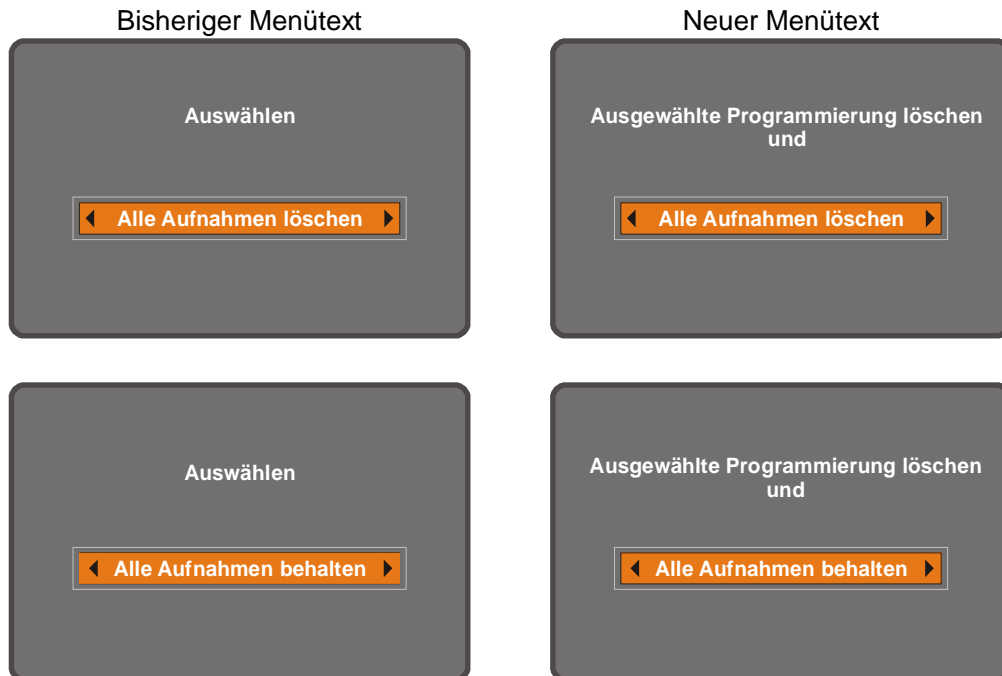 Bisheriger Menütext
Neuer Menütext
Auswählen
Alle Aufnahmen löschen
Ausgewählte Programmierung löschen
und
Alle Aufnahmen löschen
Auswählen
Alle Aufnahmen behalten
Ausgewählte Programmierung löschen
und
Alle Aufnahmen behalten